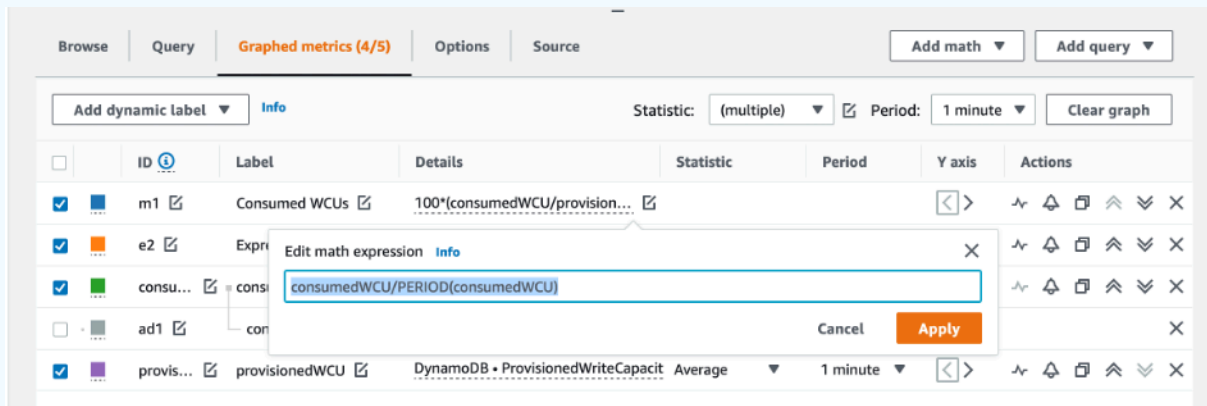 Browse Query Graphed metrics (4/5) Options Source Add math ▼ Add query ▼
Add dynamic label ▼ Info Statistic: (multiple) ▼ Period: 1 minute ▼ Clear graph
ID Label Details Statistic Period Y axis Actions
m1 Consumed WCUs 100*(consumedWCU/provision...
e2 Expre
Edit math expression Info
consu... consu
consumedWCU/PERIOD(consumedWCU)
ad1 con
Cancel Apply
provis... provisionedWCU DynamoDB • ProvisionedWriteCapacit Average ▼ 1 minute ▼